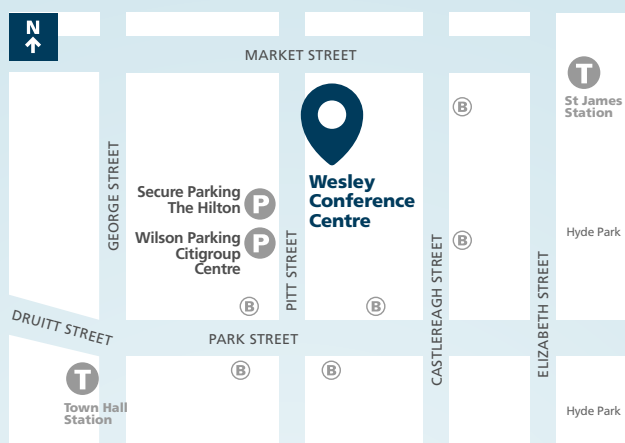 N
MARKET STREET
T
St James
Station
B
GEORGE STREET
Secure Parking
The Hilton
P
Wesley
Conference
Centre
Wilson Parking
Citigroup
Centre
P
PITT STREET
CASTLEREAGH STREET
B
Hyde Park
ELIZABETH STREET
B
B
DRUITT STREET
PARK STREET
T
Town Hall
Station
B
B
Hyde Park